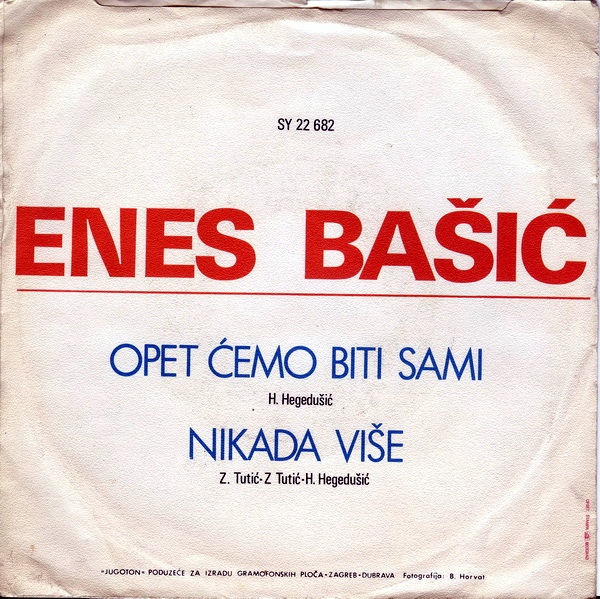 SY 22 682
ENES BAŠIĆ
OPET ĆEMO BITI SAMI
H. Hegedušić
NIKADA VIŠE
Z. Tutić-Z Tutić-H. Hegedušić
»JUGOTON« PODUZEĆE ZA IZRADU GRAMOFONSKIH PLOČA-ZAGREB-DUBRAVA Fotografija: B. Horvat